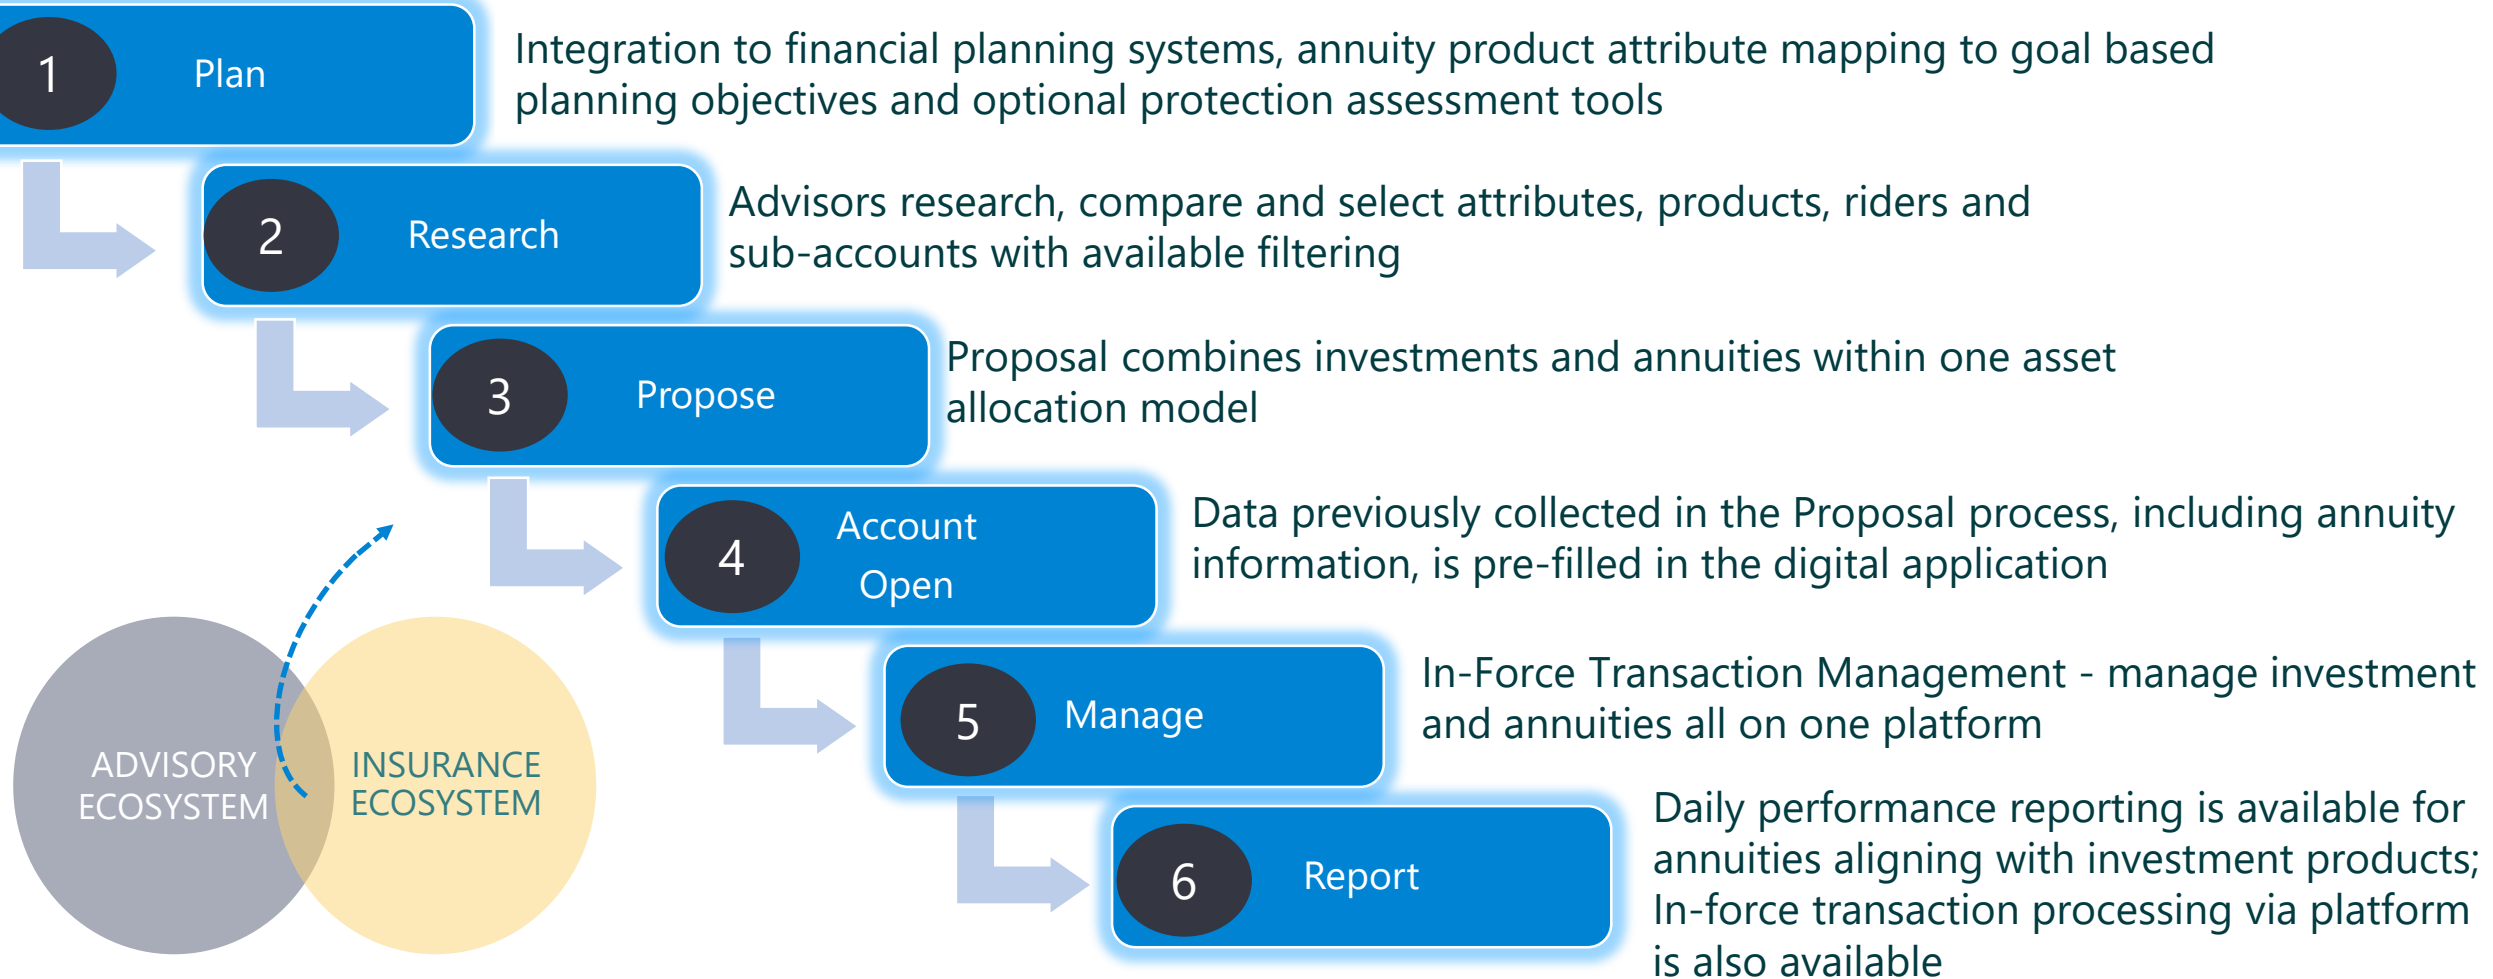 1
Plan
Integration to financial planning systems, annuity product attribute mapping to goal based
planning objectives and optional protection assessment tools
2
Research
Advisors research, compare and select attributes, products, riders and
sub-accounts with available filtering
3
Propose
Proposal combines investments and annuities within one asset
allocation model
4
Account
Open
Data previously collected in the Proposal process, including annuity
information, is pre-filled in the digital application
5
Manage
In-Force Transaction Management - manage investment
and annuities all on one platform
6
Report
Daily performance reporting is available for
annuities aligning with investment products;
In-force transaction processing via platform
is also available
ADVISORY
ECOSYSTEM
INSURANCE
ECOSYSTEM